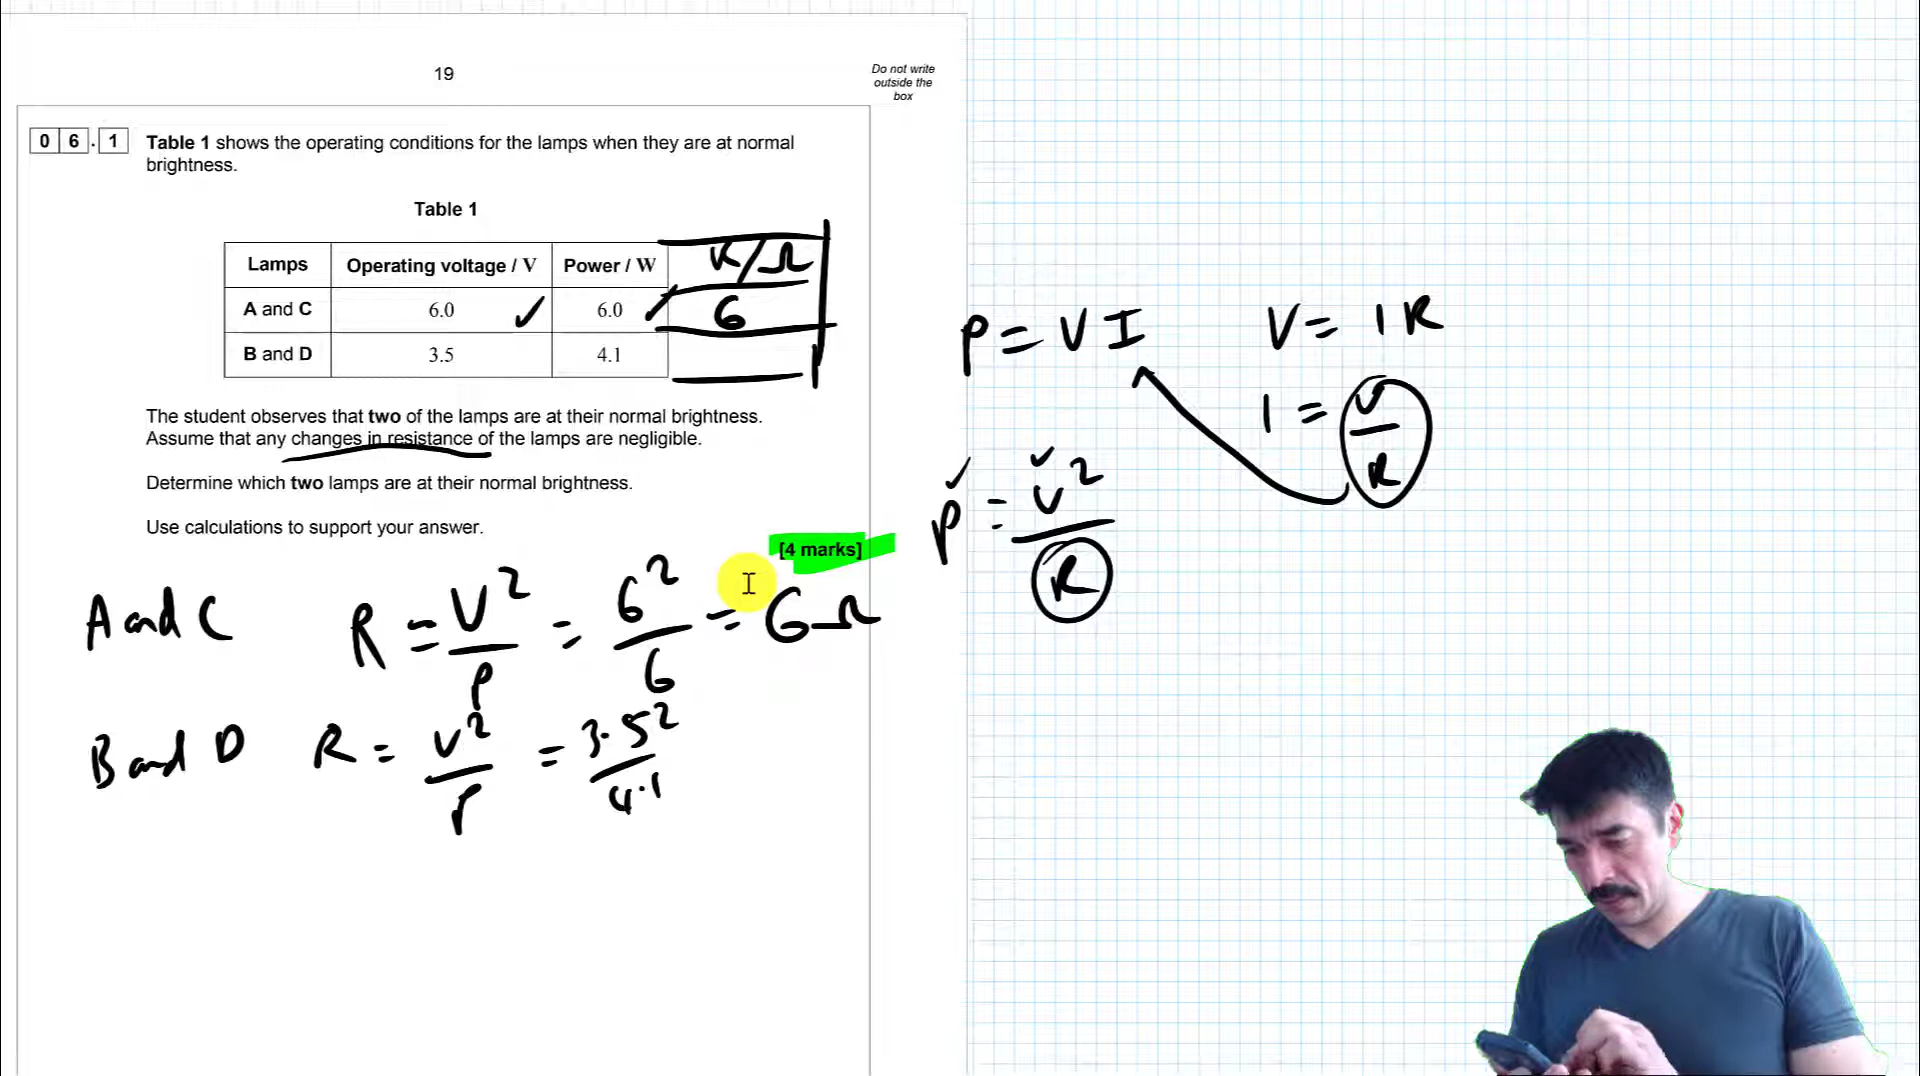 19
Do not write
outside the
box
0 6 . 1 Table 1 shows the operating conditions for the lamps when they are at normal
brightness.
Table 1
Lamps Operating voltage / V Power / W R/Ω
A and C 6.0 ✓ 6.0 ✓ 6
B and D 3.5 4.1
The student observes that two of the lamps are at their normal brightness.
Assume that any changes in resistance of the lamps are negligible.
Determine which two lamps are at their normal brightness.
Use calculations to support your answer.
[4 marks]
A and C R = V²/P = 6²/6 = 6Ω
B and D R = V²/P = 3.5²/4.1
P = VI V = IR
I = V/R
P = V²/R